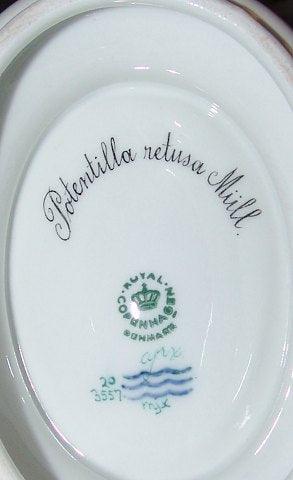 Potentilla retusa Müll.
ROYAL
COPENHAGEN
DENMARK
20
3557.